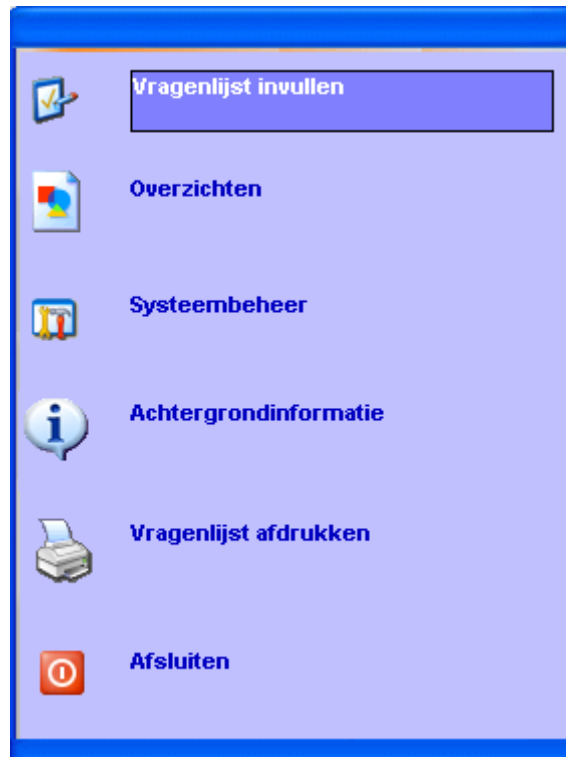 Vragenlijst invullen
Overzichten
Systeembeheer
Achtergrondinformatie
Vragenlijst afdrukken
Afsluiten